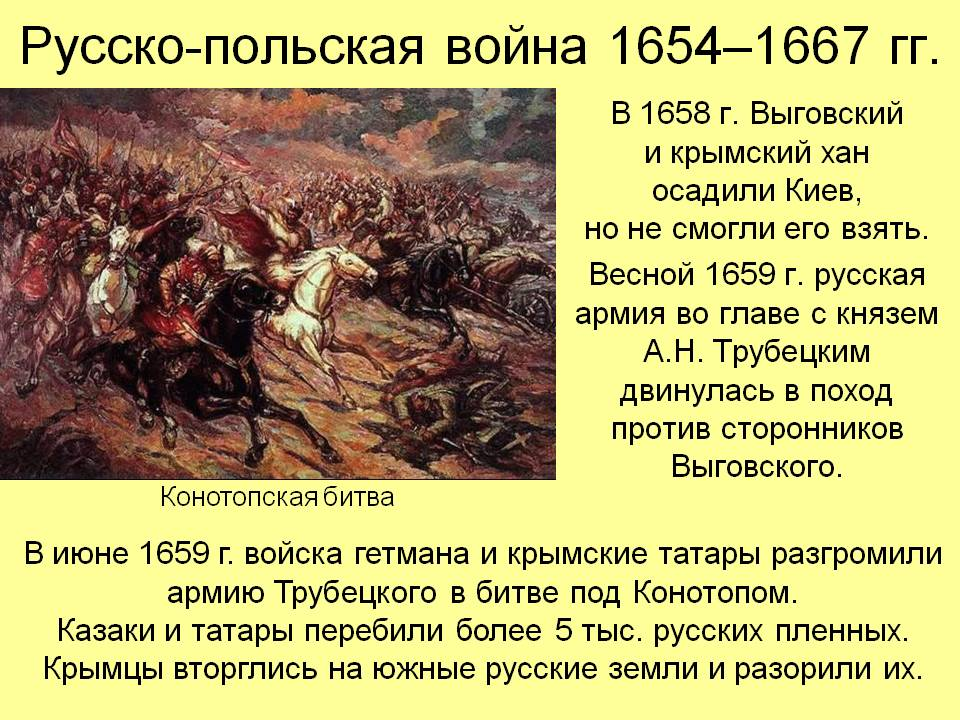 Русско-польская война 1654–1667 гг.
В 1658 г. Выговский
и крымский хан
осадили Киев,
но не смогли его взять.
Весной 1659 г. русская
армия во главе с князем
А.Н. Трубецким
двинулась в поход
против сторонников
Выговского.
Конотопская битва
В июне 1659 г. войска гетмана и крымские татары разгромили
армию Трубецкого в битве под Конотопом.
Казаки и татары перебили более 5 тыс. русских пленных.
Крымцы вторглись на южные русские земли и разорили их.